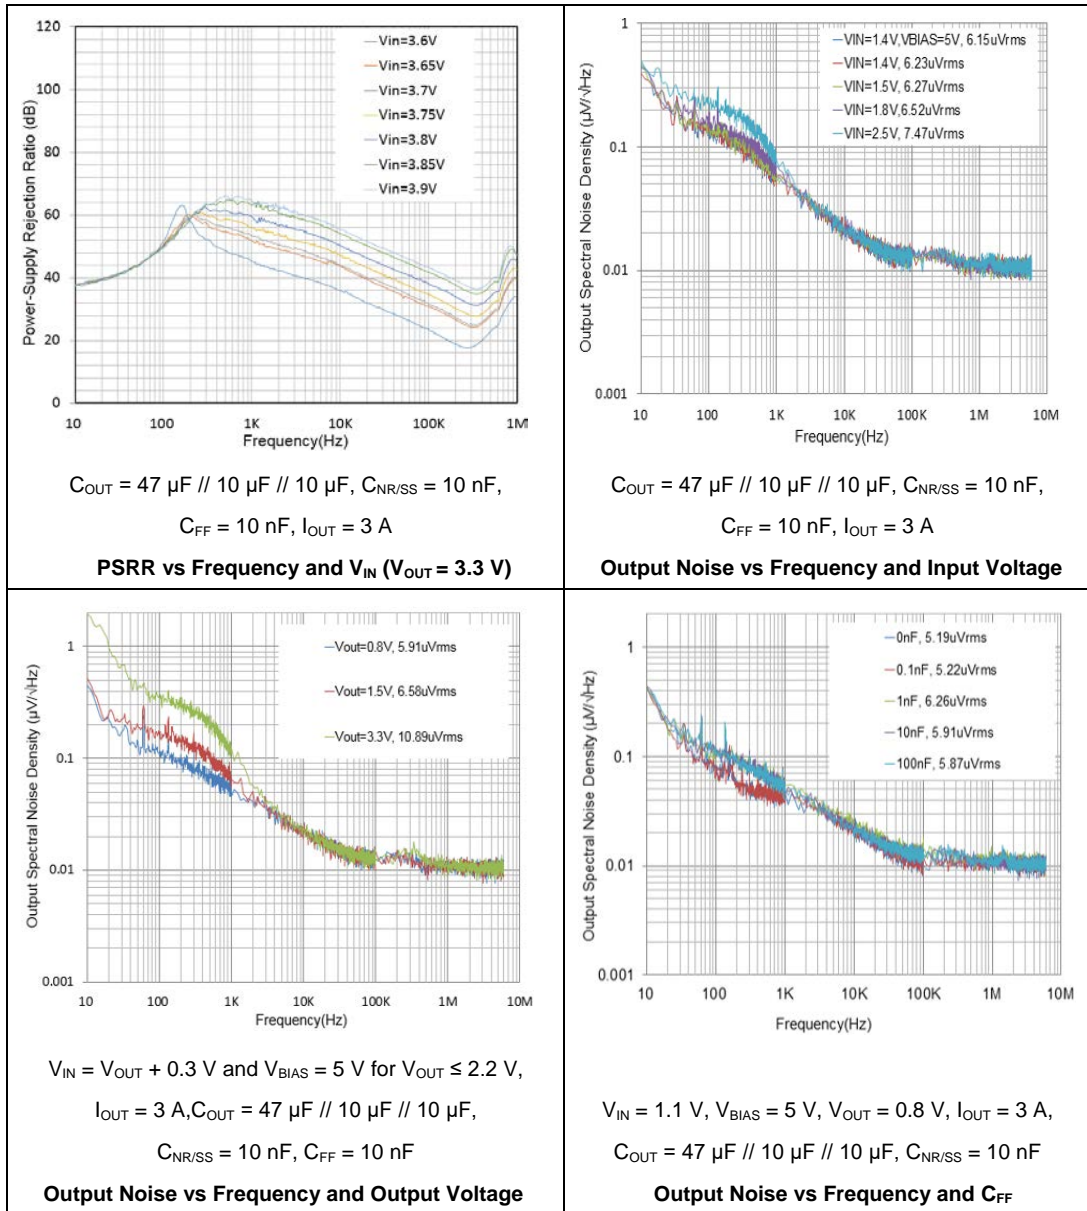 120
100
80
60
40
20
0
Power-Supply Rejection Ratio (dB)
Vin=3.6V
Vin=3.65V
Vin=3.7V
Vin=3.75V
Vin=3.8V
Vin=3.85V
Vin=3.9V
10 100 1K 10K 100K 1M
Frequency(Hz)
COUT = 47 µF // 10 µF // 10 µF, CNR/SS = 10 nF,
CFF = 10 nF, IOUT = 3 A
PSRR vs Frequency and VIN (VOUT = 3.3 V)
1
0.1
0.01
0.001
Output Spectral Noise Density (µV/√Hz)
VIN=1.4V,VBIAS=5V, 6.15uVrms
VIN=1.4V, 6.23uVrms
VIN=1.5V, 6.27uVrms
VIN=1.8V,6.52uVrms
VIN=2.5V, 7.47uVrms
10 100 1K 10K 100K 1M 10M
Frequency(Hz)
COUT = 47 µF // 10 µF // 10 µF, CNR/SS = 10 nF,
CFF = 10 nF, IOUT = 3 A
Output Noise vs Frequency and Input Voltage
1
0.1
0.01
0.001
Output Spectral Noise Density (µV/√Hz)
Vout=0.8V, 5.91uVrms
Vout=1.5V, 6.58uVrms
Vout=3.3V, 10.89uVrms
10 100 1K 10K 100K 1M 10M
Frequency(Hz)
VIN = VOUT + 0.3 V and VBIAS = 5 V for VOUT ≤ 2.2 V,
IOUT = 3 A,COUT = 47 µF // 10 µF // 10 µF,
CNR/SS = 10 nF, CFF = 10 nF
Output Noise vs Frequency and Output Voltage
1
0.1
0.01
0.001
Output Spectral Noise Density (µV/√Hz)
0nF, 5.19uVrms
0.1nF, 5.22uVrms
1nF, 6.26uVrms
10nF, 5.91uVrms
100nF, 5.87uVrms
10 100 1K 10K 100K 1M 10M
Frequency(Hz)
VIN = 1.1 V, VBIAS = 5 V, VOUT = 0.8 V, IOUT = 3 A,
COUT = 47 µF // 10 µF // 10 µF, CNR/SS = 10 nF
Output Noise vs Frequency and CFF